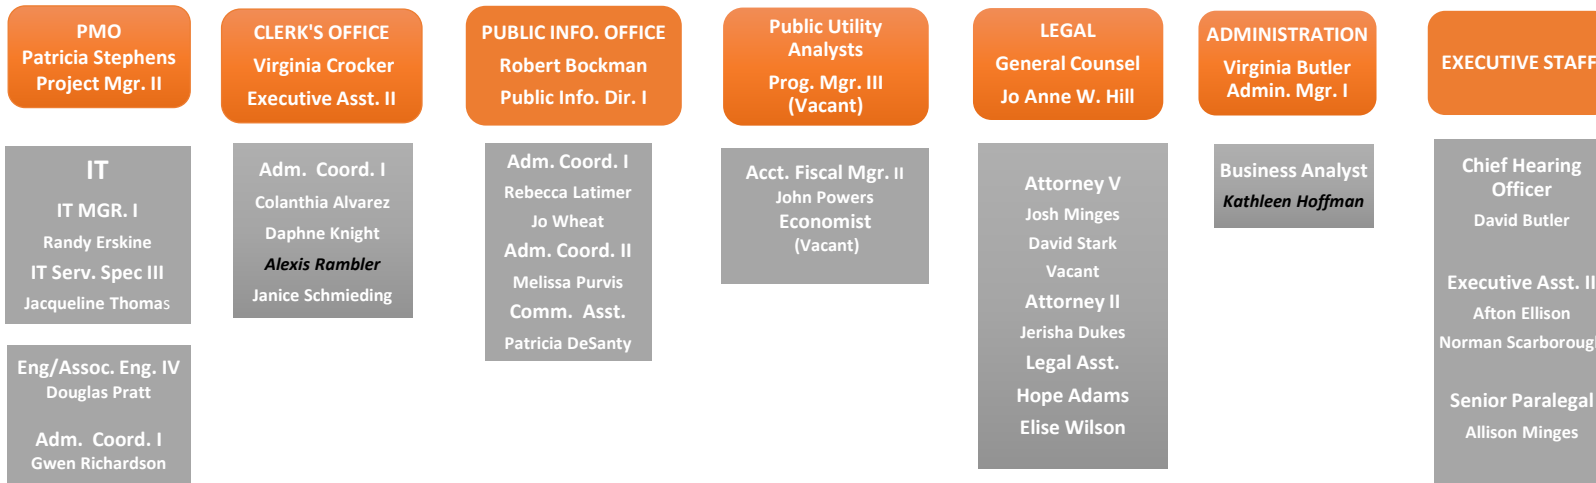 PMO
Patricia Stephens
Project Mgr. II
IT
IT MGR. I
Randy Erskine
IT Serv. Spec III
Jacqueline Thomas
Eng/Assoc. Eng. IV
Douglas Pratt
Adm. Coord. I
Gwen Richardson
CLERK'S OFFICE
Virginia Crocker
Executive Asst. II
Adm. Coord. I
Colanthia Alvarez
Daphne Knight
Alexis Rambler
Janice Schmieding
PUBLIC INFO. OFFICE
Robert Bockman
Public Info. Dir. I
Adm. Coord. I
Rebecca Latimer
Jo Wheat
Adm. Coord. II
Melissa Purvis
Comm. Asst.
Patricia DeSanty
Public Utility
Analysts
Prog. Mgr. III
(Vacant)
Acct. Fiscal Mgr. II
John Powers
Economist
(Vacant)
LEGAL
General Counsel
Jo Anne W. Hill
Attorney V
Josh Minges
David Stark
Vacant
Attorney II
Jerisha Dukes
Legal Asst.
Hope Adams
Elise Wilson
ADMINISTRATION
Virginia Butler
Admin. Mgr. I
Business Analyst
Kathleen Hoffman
EXECUTIVE STAFF
Chief Hearing
Officer
David Butler
Executive Asst. II
Afton Ellison
Norman Scarborough
Senior Paralegal
Allison Minges